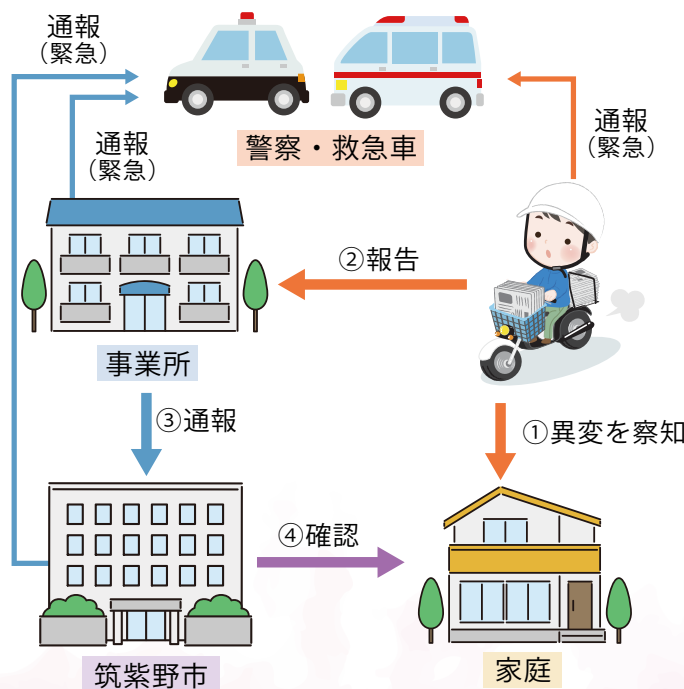 通報
（緊急）
警察・救急車
通報
（緊急）
通報
（緊急）
②報告
事業所
③通報
①異変を察知
④確認
筑紫野市
家庭